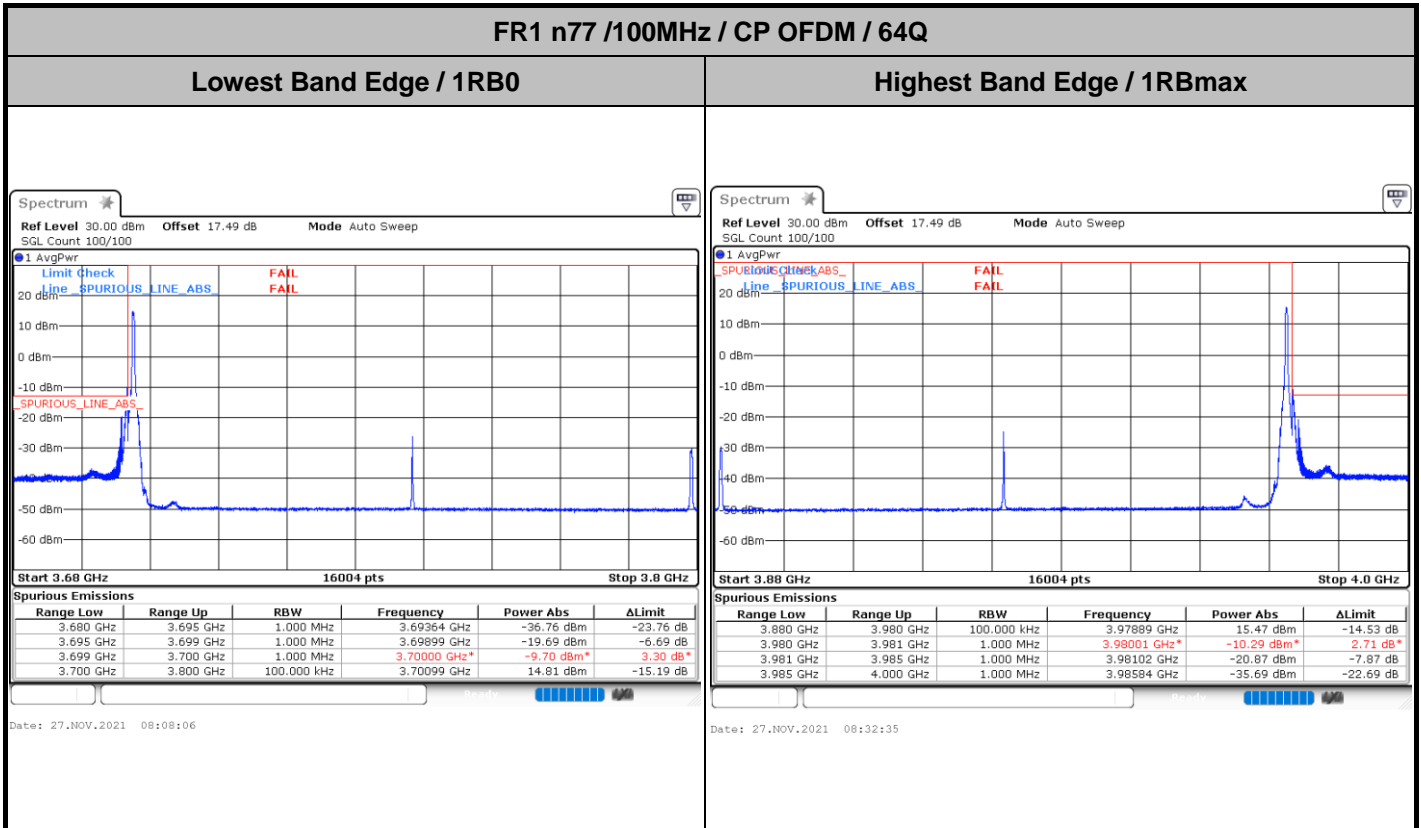 FR1 n77 /100MHz / CP OFDM / 64Q
Lowest Band Edge / 1RB0
Highest Band Edge / 1RBmax
Spectrum
Ref Level 30.00 dBm Offset 17.49 dB Mode Auto Sweep
SGL Count 100/100
1 AvgPwr
Limit Check FAIL
Line _SPURIOUS_LINE_ABS_ FAIL
20 dBm
10 dBm
0 dBm
-10 dBm
_SPURIOUS_LINE_ABS_
-20 dBm
-30 dBm
-50 dBm
-60 dBm
Start 3.68 GHz 16004 pts Stop 3.8 GHz
Spurious Emissions
Range Low Range Up RBW Frequency Power Abs ΔLimit
3.680 GHz 3.695 GHz 1.000 MHz 3.69364 GHz -36.76 dBm -23.76 dB
3.695 GHz 3.699 GHz 1.000 MHz 3.69899 GHz -19.69 dBm -6.69 dB
3.699 GHz 3.700 GHz 1.000 MHz 3.70000 GHz* -9.70 dBm* 3.30 dB*
3.700 GHz 3.800 GHz 100.000 kHz 3.70099 GHz 14.81 dBm -15.19 dB
Ready
Date: 27.NOV.2021 08:08:06
Spectrum
Ref Level 30.00 dBm Offset 17.49 dB Mode Auto Sweep
SGL Count 100/100
1 AvgPwr
Limit Check FAIL
Line _SPURIOUS_LINE_ABS_ FAIL
20 dBm
10 dBm
0 dBm
-10 dBm
-20 dBm
-30 dBm
-40 dBm
-50 dBm
-60 dBm
Start 3.88 GHz 16004 pts Stop 4.0 GHz
Spurious Emissions
Range Low Range Up RBW Frequency Power Abs ΔLimit
3.880 GHz 3.980 GHz 100.000 kHz 3.97889 GHz 15.47 dBm -14.53 dB
3.980 GHz 3.981 GHz 1.000 MHz 3.98001 GHz* -10.29 dBm* 2.71 dB*
3.981 GHz 3.985 GHz 1.000 MHz 3.98102 GHz -20.87 dBm -7.87 dB
3.985 GHz 4.000 GHz 1.000 MHz 3.98584 GHz -35.69 dBm -22.69 dB
Date: 27.NOV.2021 08:32:35